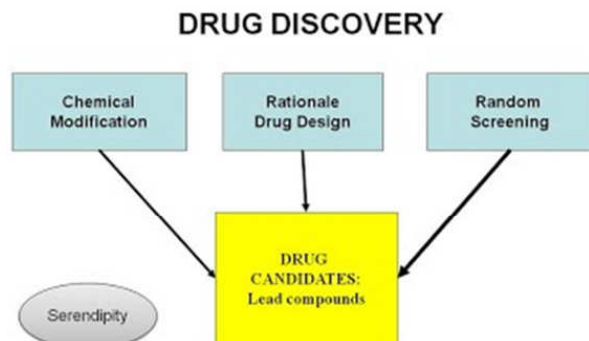 DRUG DISCOVERY
Chemical
Modification
Rationale
Drug Design
Random
Screening
DRUG
CANDIDATES:
Lead compounds
Serendipity